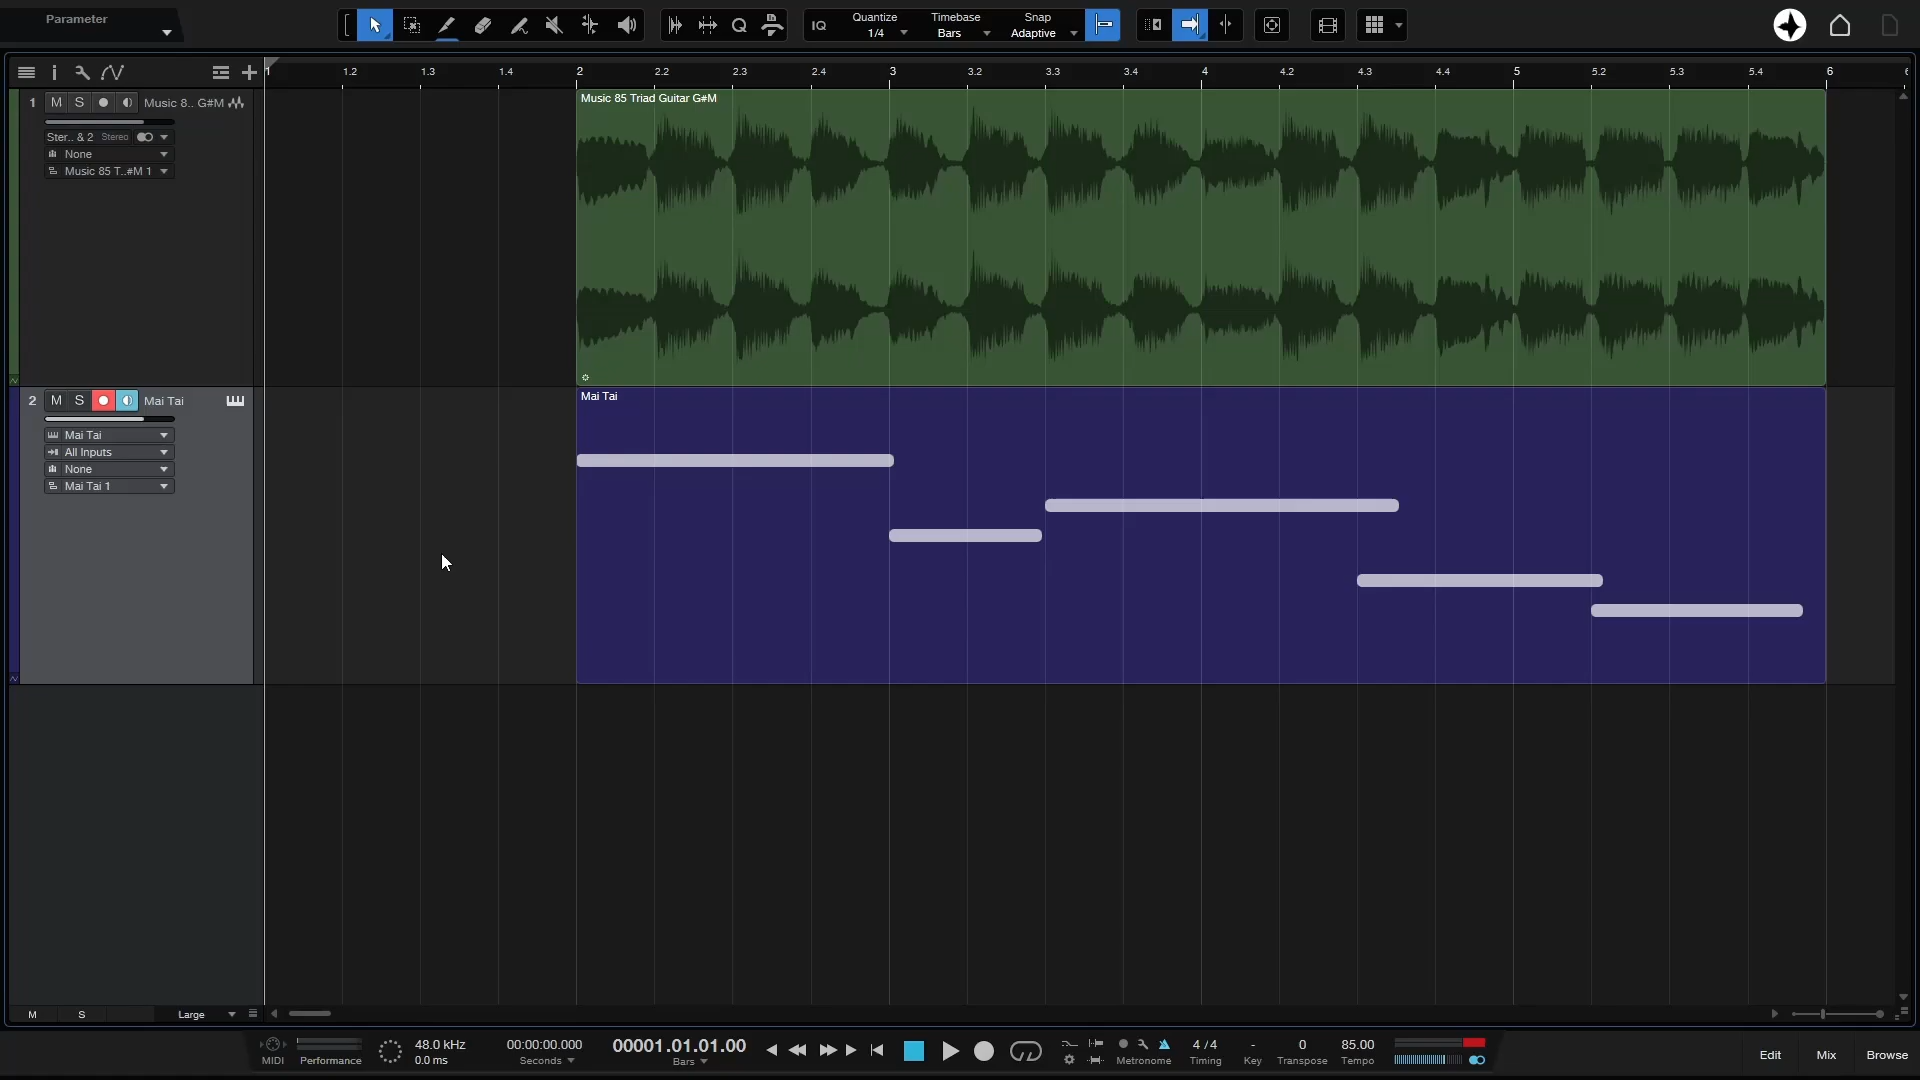 Parameter
IQ
Quantize
1/4
Timebase
Bars
Snap
Adaptive
1
1.2
1.3
1.4
2
2.2
2.3
2.4
3
3.2
3.3
3.4
4
4.2
4.3
4.4
5
5.2
5.3
5.4
6
1 M S Music 8.. G#M
Ster.. & 2 Stereo
None
Music 85 T..#M 1
Music 85 Triad Guitar G#M
2 M S Mai Tai
Mai Tai
All Inputs
None
Mai Tai 1
Mai Tai
M S Large
MIDI
Performance
48.0 kHz
0.0 ms
00:00:00.000
Seconds
00001.01.01.00
Bars
Metronome
4 / 4
Timing
-
Key
0
Transpose
85.00
Tempo
Edit
Mix
Browse